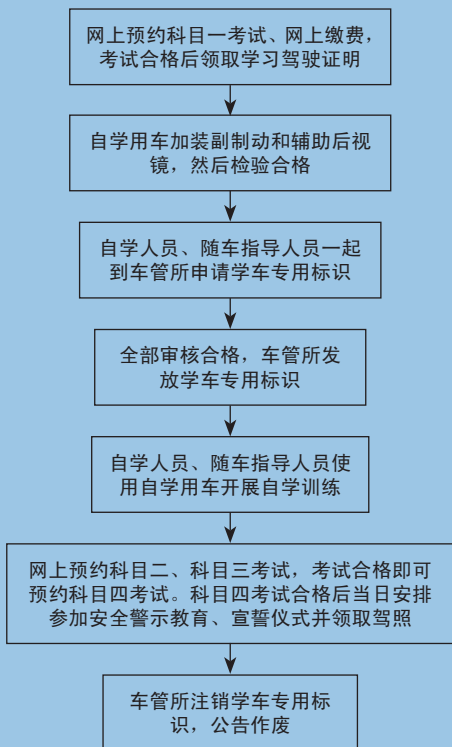 网上预约科目一考试、网上缴费，
考试合格后领取学习驾驶证明
自学用车加装副制动和辅助后视
镜，然后检验合格
自学人员、随车指导人员一起
到车管所申请学车专用标识
全部审核合格，车管所发
放学车专用标识
自学人员、随车指导人员使
用自学用车开展自学训练
网上预约科目二、科目三考试，考试合格即可
预约科目四考试。科目四考试合格后当日安排
参加安全警示教育、宣誓仪式并领取驾照
车管所注销学车专用标
识，公告作废